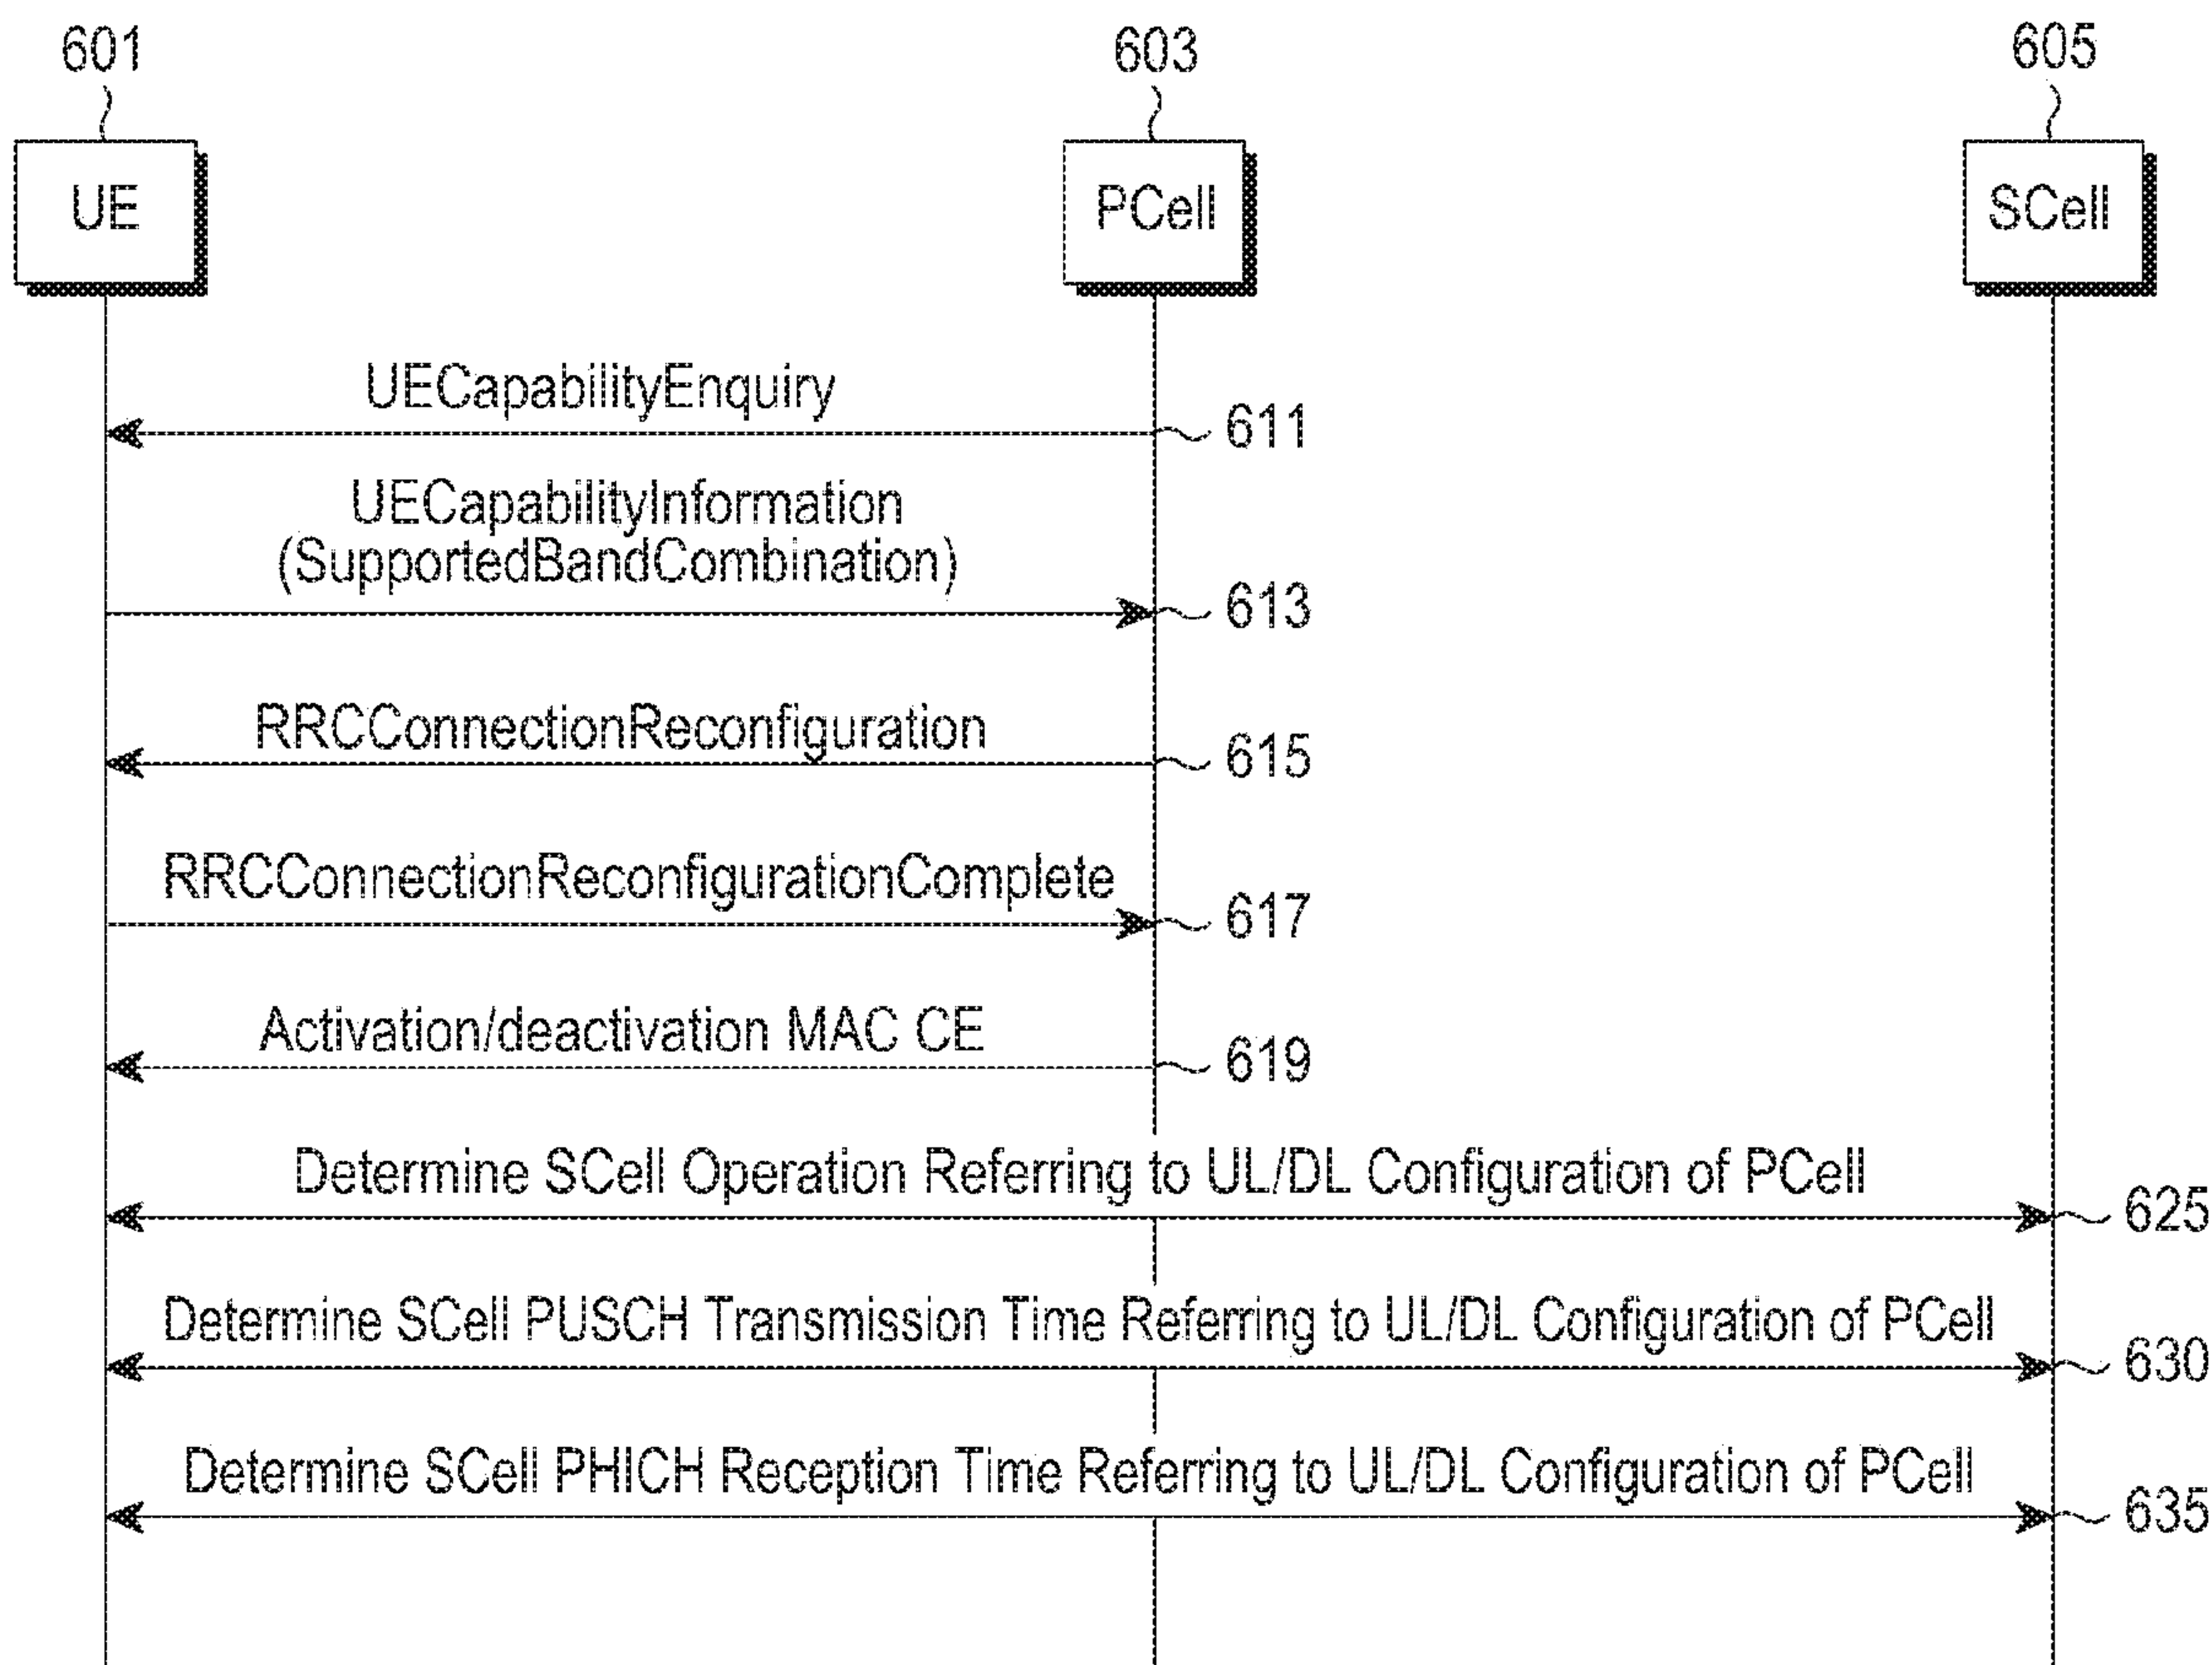 601
603
605
UE
PCell
SCell
UECapabilityEnquiry
611
UECapabilityInformation
(SupportedBandCombination)
613
RRCConnectionReconfiguration
615
RRCConnectionReconfigurationComplete
617
Activation/deactivation MAC CE
619
Determine SCell Operation Referring to UL/DL Configuration of PCell
625
Determine SCell PUSCH Transmission Time Referring to UL/DL Configuration of PCell
630
Determine SCell PHICH Reception Time Referring to UL/DL Configuration of PCell
635